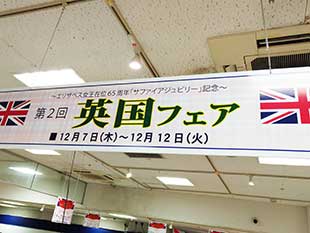 ～エリザベス女王在位65周年「サファイアジュビリー」記念～
第2回 英国フェア
■12月7日(木)～12月12日(火)